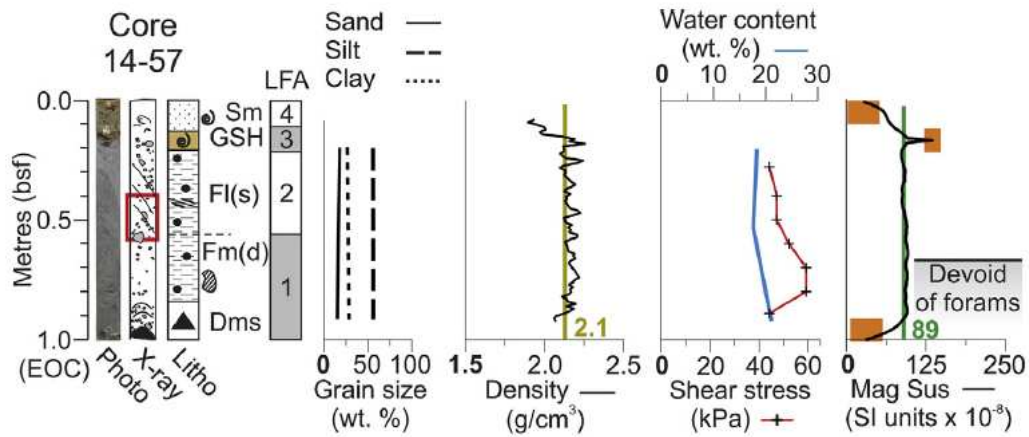 Core
14-57
Sand
Silt
Clay
Water content
(wt. %)
LFA
0 10 20 30
Metres (bsf)
0.0
0.5
1.0
(EOC)
Sm
GSH
Fl(s)
Fm(d)
Dms
4
3
2
1
2.1
89
Devoid
of forams
Photo
X-ray
Litho
0 50 100
Grain size
(wt. %)
1.5 2.0 2.5
Density
(g/cm³)
0 20 40 60
Shear stress
(kPa)
0 125 250
Mag Sus
(SI units x 10⁻⁸)